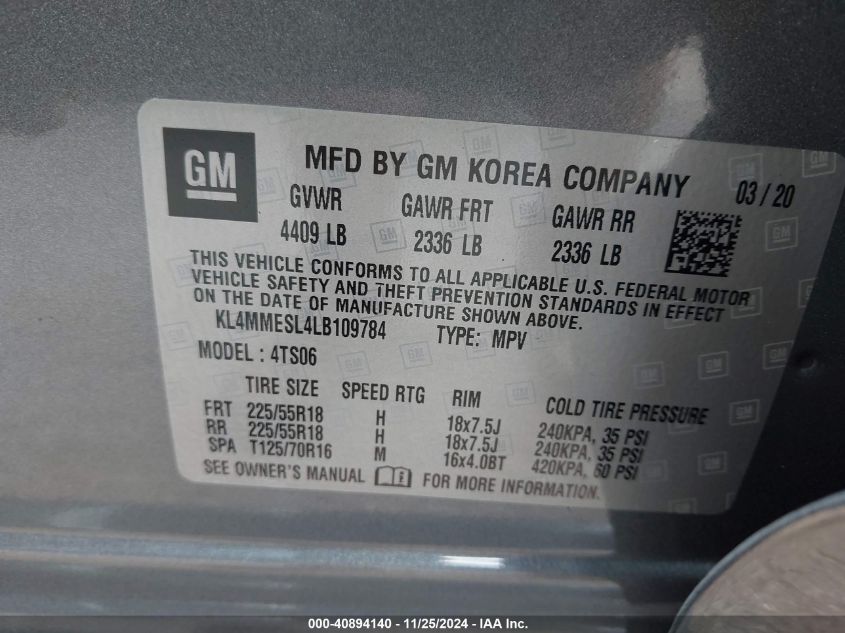 GM
MFD BY GM KOREA COMPANY 03 / 20
GVWR GAWR FRT GAWR RR
4409 LB 2336 LB 2336 LB
THIS VEHICLE CONFORMS TO ALL APPLICABLE U.S. FEDERAL MOTOR
VEHICLE SAFETY AND THEFT PREVENTION STANDARDS IN EFFECT
ON THE DATE OF MANUFACTURE SHOWN ABOVE.
KL4MMESL4LB109784 TYPE: MPV
MODEL : 4TS06
TIRE SIZE SPEED RTG RIM COLD TIRE PRESSURE
FRT 225/55R18 H 18x7.5J 240KPA, 35 PSI
RR 225/55R18 H 18x7.5J 240KPA, 35 PSI
SPA T125/70R16 M 16x4.0BT 420KPA, 60 PSI
SEE OWNER'S MANUAL FOR MORE INFORMATION.
000-40894140 - 11/25/2024 - IAA Inc.